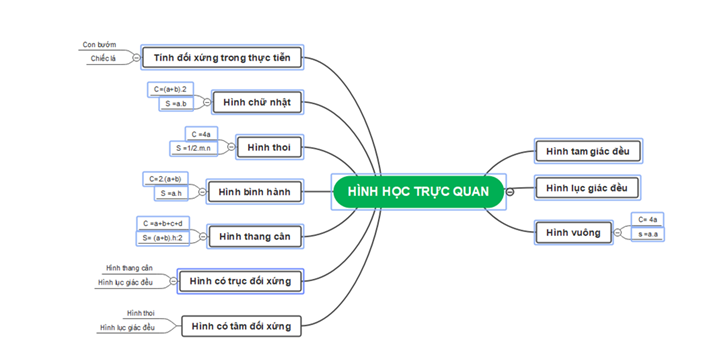 Con bướm
Chiếc lá
Tính đối xứng trong thực tiễn
C=(a+b).2
S =a.b
Hình chữ nhật
C =4a
S =1/2.m.n
Hình thoi
C=2.(a+b)
S =a.h
Hình bình hành
C =a+b+c+d
S= (a+b).h:2
Hình thang cân
Hình thang cân
Hình lục giác đều
Hình có trục đối xứng
Hình thoi
Hình lục giác đều
Hình có tâm đối xứng
HÌNH HỌC TRỰC QUAN
Hình tam giác đều
Hình lục giác đều
Hình vuông
C= 4a
s =a.a